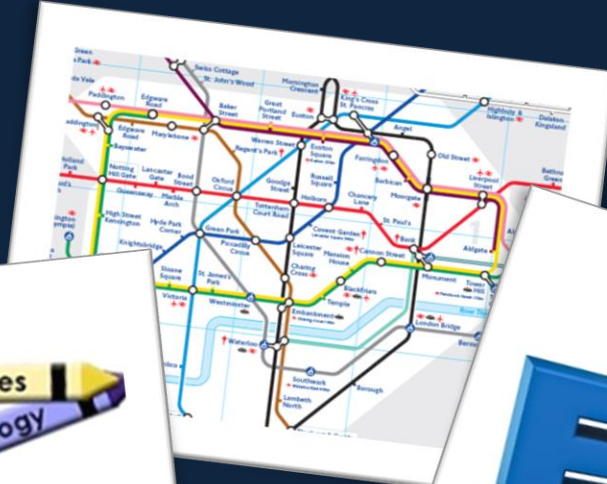 Swiss Cottage
St. John's Wood
Mornington
Crescent
King's Cross
St. Pancras
Highbury &
Islington
Dalston
Kingsland
Paddington
Edgware
Road
Baker
Street
Great
Portland
Street
Euston
Angel
Edgware
Road
Marylebone
Warren Street
Regent's Park
Euston
Square
Farringdon
Old Street
Bayswater
Barbican
Liverpool
Street
Notting
Hill Gate
Lancaster
Gate
Bond
Street
Oxford
Circus
Goodge
Street
Russell
Square
Chancery
Lane
Moorgate
Queensway
Marble
Arch
Tottenham
Court Road
Holborn
St. Paul's
High Street
Kensington
Hyde Park
Corner
Green Park
Covent Garden
Bank
Aldgate
Knightsbridge
Piccadilly
Circus
Leicester
Square
Mansion
House
Cannon Street
Sloane
Square
St. James's
Park
Charing
Cross
Blackfriars
Monument
Tower
Hill
Victoria
Westminster
Temple
Embankment
Waterloo
London Bridge
Southwark
Borough
Lambeth
North
es
ogy